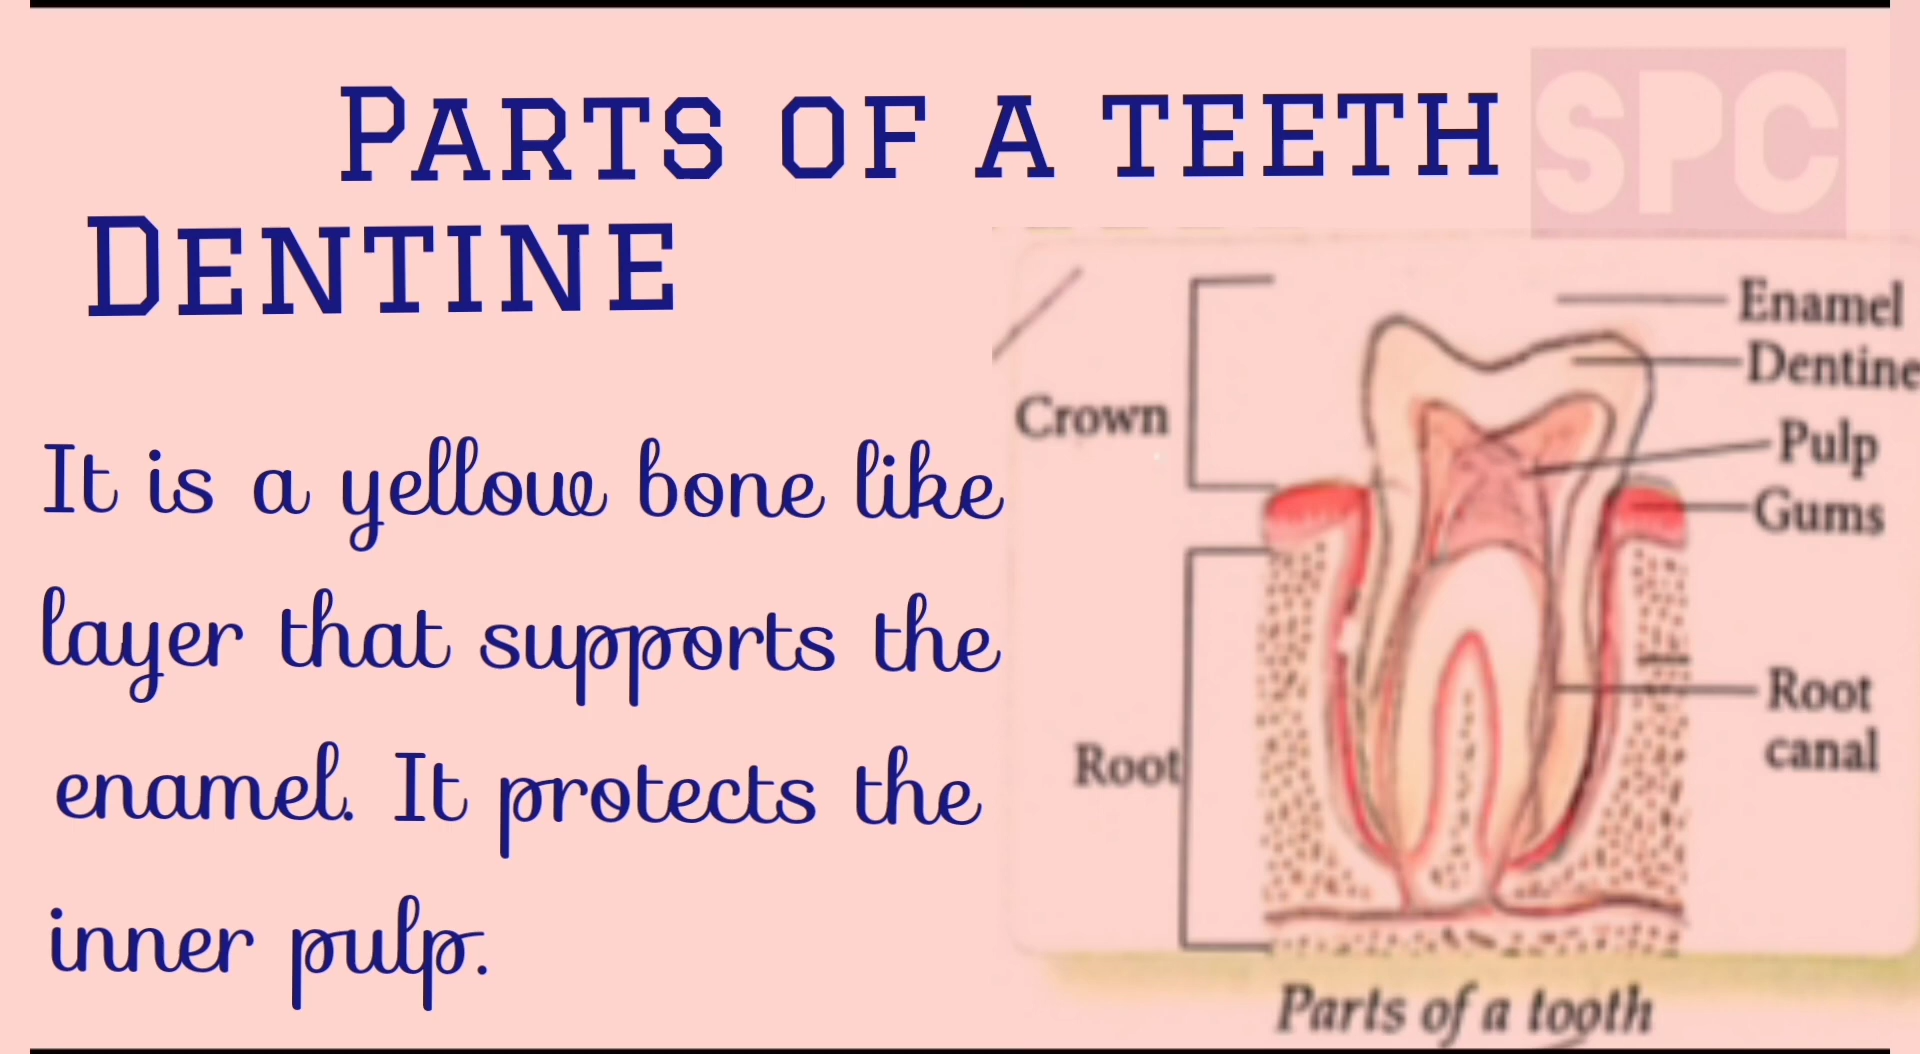 PARTS OF A TEETH
SPC
DENTINE
It is a yellow bone like
layer that supports the
enamel. It protects the
inner pulp.
Enamel
Dentine
Crown
Pulp
Gums
Root
canal
Root
Parts of a tooth